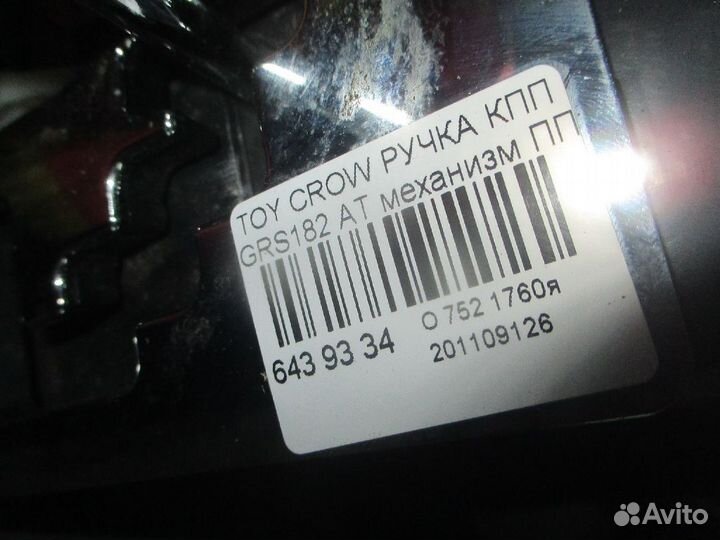 TOY CROW РУЧКА КПП
GRS182 AT механизм ПП
643 93 34
О 752 1760я
201109126
Avito